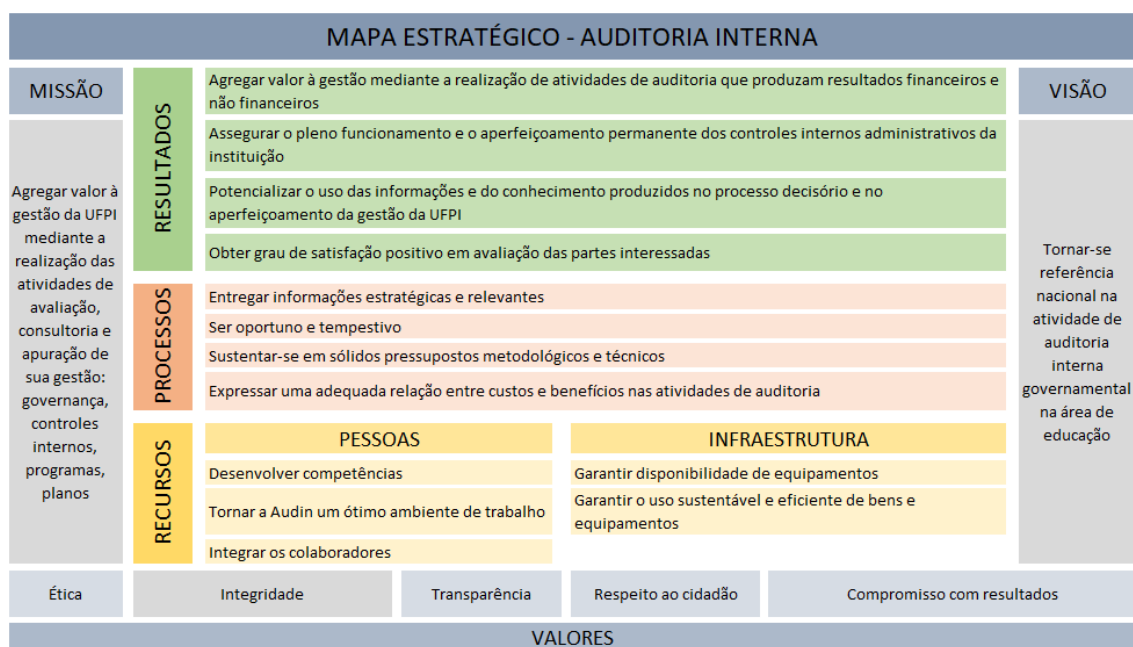 MAPA ESTRATÉGICO - AUDITORIA INTERNA
MISSÃO
Agregar valor à
gestão da UFPI
mediante a
realização das
atividades de
avaliação,
consultoria e
apuração de
sua gestão:
governança,
controles
internos,
programas,
planos
RESULTADOS
Agregar valor à gestão mediante a realização de atividades de auditoria que produzam resultados financeiros e
não financeiros
Assegurar o pleno funcionamento e o aperfeiçoamento permanente dos controles internos administrativos da
instituição
Potencializar o uso das informações e do conhecimento produzidos no processo decisório e no
aperfeiçoamento da gestão da UFPI
Obter grau de satisfação positivo em avaliação das partes interessadas
PROCESSOS
Entregar informações estratégicas e relevantes
Ser oportuno e tempestivo
Sustentar-se em sólidos pressupostos metodológicos e técnicos
Expressar uma adequada relação entre custos e benefícios nas atividades de auditoria
RECURSOS
PESSOAS
Desenvolver competências
Tornar a Audin um ótimo ambiente de trabalho
Integrar os colaboradores
INFRAESTRUTURA
Garantir disponibilidade de equipamentos
Garantir o uso sustentável e eficiente de bens e
equipamentos
VISÃO
Tornar-se
referência
nacional na
atividade de
auditoria
interna
governamental
na área de
educação
Ética
Integridade
Transparência
Respeito ao cidadão
Compromisso com resultados
VALORES